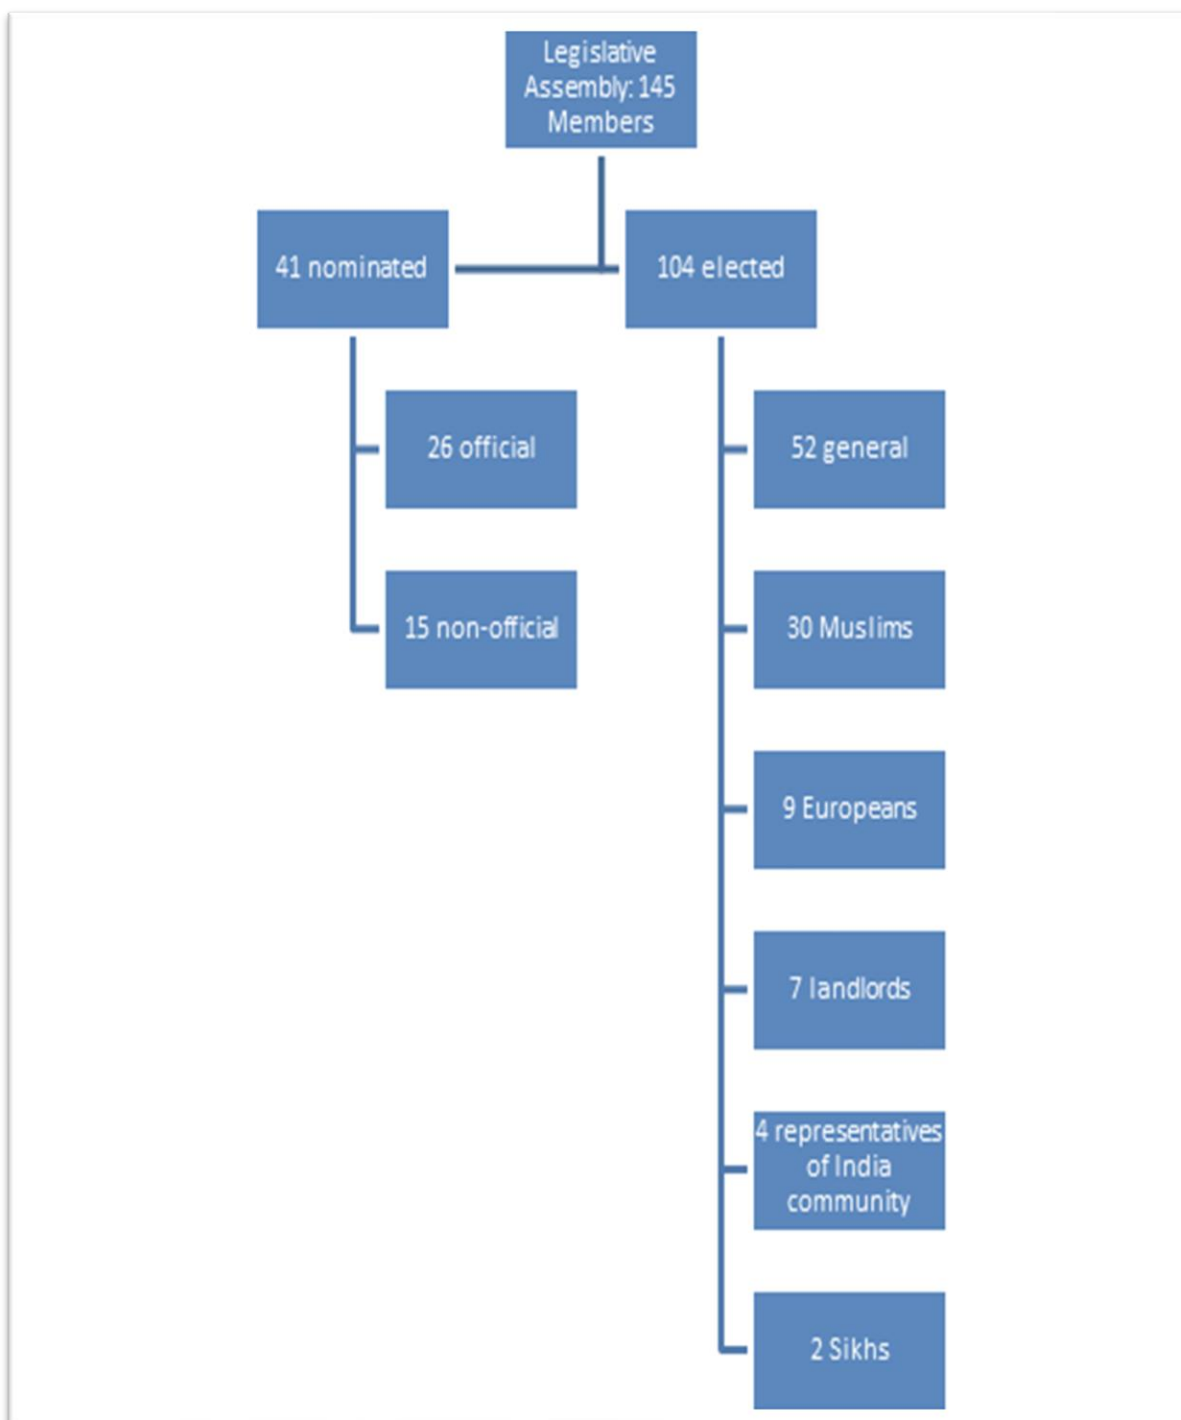 Legislative
Assembly: 145
Members
41 nominated
104 elected
26 official
15 non-official
52 general
30 Muslims
9 Europeans
7 landlords
4 representatives
of India
community
2 Sikhs